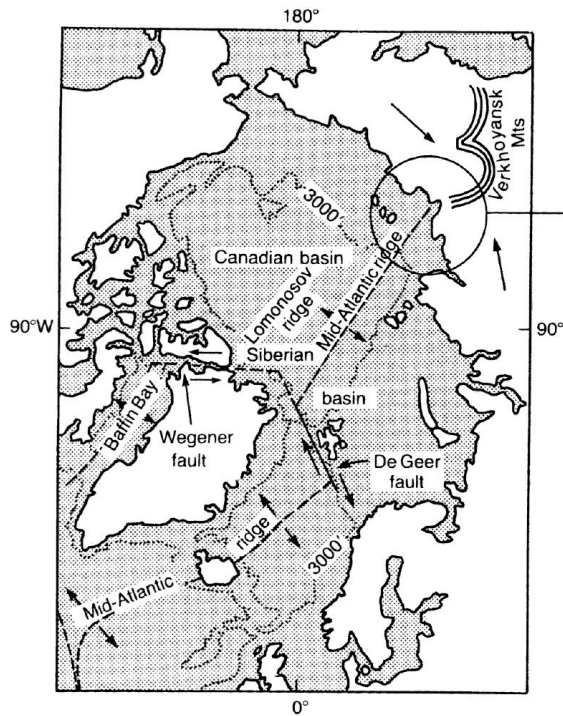 180°
Verkhoyansk
Mts
3000'
Canadian basin
Lomonosov
ridge
Mid-Atlantic ridge
90°W
90°
Siberian
basin
Baffin Bay
Wegener
fault
De Geer
fault
ridge
3000'
Mid-Atlantic
0°